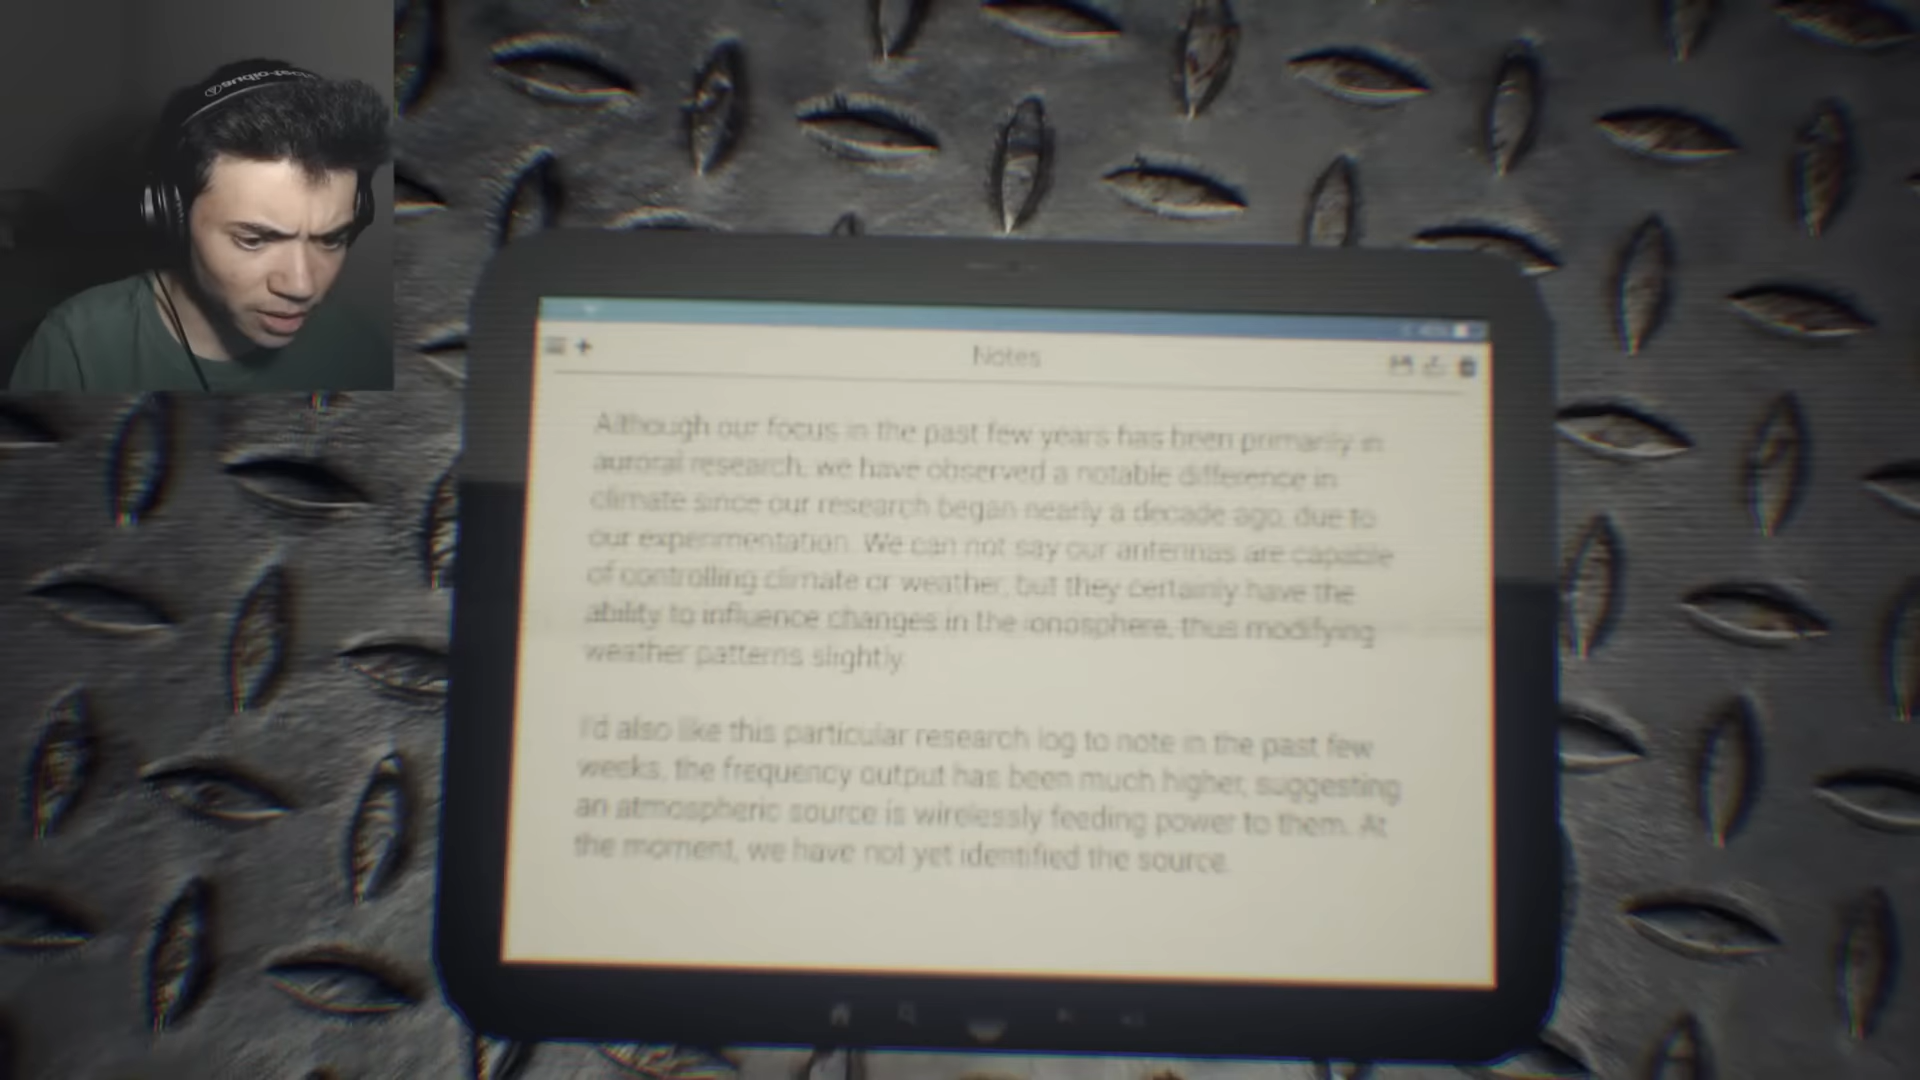 Notes
Although our focus in the past few years has been primarily in
auroral research, we have observed a notable difference in
climate since our research began nearly a decade ago, due to
our experimentation. We can not say our antennas are capable
of controlling climate or weather, but they certainly have the
ability to influence changes in the ionosphere, thus modifying
weather patterns slightly.
I'd also like this particular research log to note in the past few
weeks, the frequency output has been much higher, suggesting
an atmospheric source is wirelessly feeding power to them. At
the moment, we have not yet identified the source.